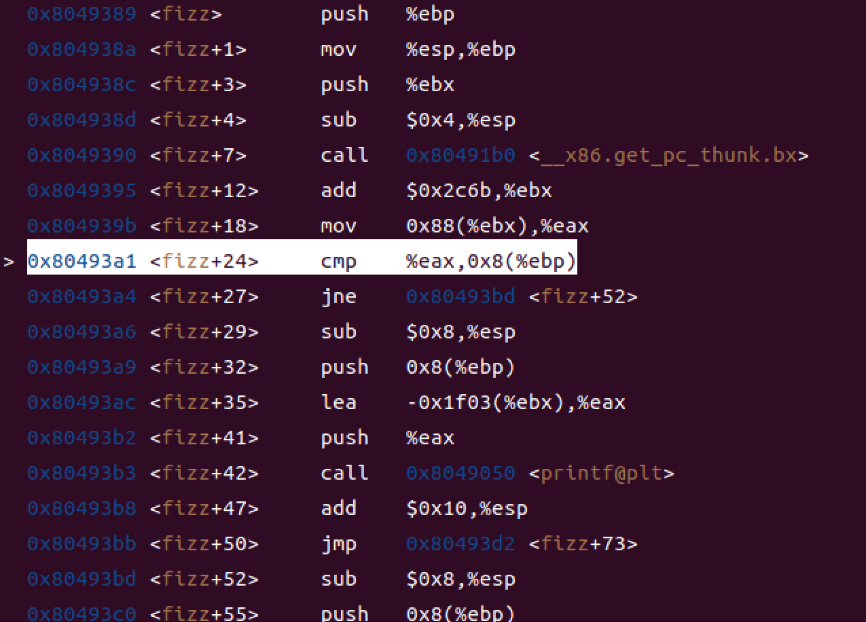 0x8049389 <fizz> push %ebp
0x804938a <fizz+1> mov %esp,%ebp
0x804938c <fizz+3> push %ebx
0x804938d <fizz+4> sub $0x4,%esp
0x8049390 <fizz+7> call 0x80491b0 <__x86.get_pc_thunk.bx>
0x8049395 <fizz+12> add $0x2c6b,%ebx
0x804939b <fizz+18> mov 0x88(%ebx),%eax
> 0x80493a1 <fizz+24> cmp %eax,0x8(%ebp)
0x80493a4 <fizz+27> jne 0x80493bd <fizz+52>
0x80493a6 <fizz+29> sub $0x8,%esp
0x80493a9 <fizz+32> push 0x8(%ebp)
0x80493ac <fizz+35> lea -0x1f03(%ebx),%eax
0x80493b2 <fizz+41> push %eax
0x80493b3 <fizz+42> call 0x8049050 <printf@plt>
0x80493b8 <fizz+47> add $0x10,%esp
0x80493bb <fizz+50> jmp 0x80493d2 <fizz+73>
0x80493bd <fizz+52> sub $0x8,%esp
0x80493c0 <fizz+55> push 0x8(%ebp)